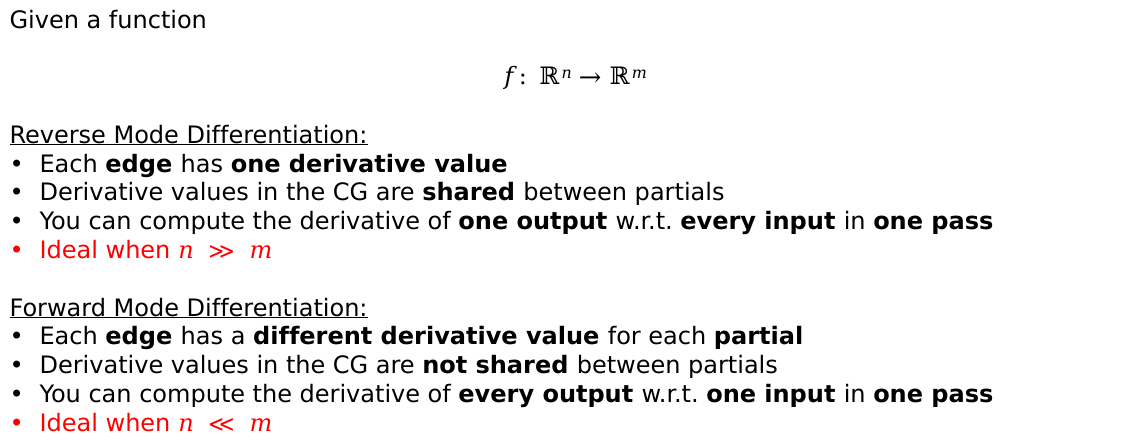 Given a function
f: ℝⁿ → ℝᵐ
Reverse Mode Differentiation:
• Each edge has one derivative value
• Derivative values in the CG are shared between partials
• You can compute the derivative of one output w.r.t. every input in one pass
• Ideal when n ≫ m
Forward Mode Differentiation:
• Each edge has a different derivative value for each partial
• Derivative values in the CG are not shared between partials
• You can compute the derivative of every output w.r.t. one input in one pass
• Ideal when n ≪ m